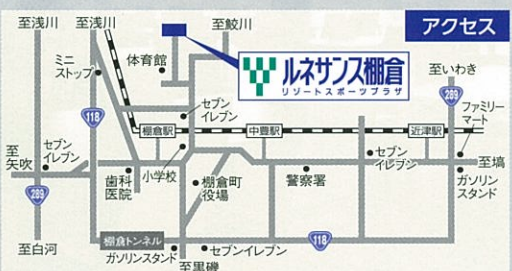 アクセス
至浅川
至浅川
至鮫川
ミニ
ストップ
体育館
ルネサンス棚倉
リゾートスポーツプラザ
至いわき
289
118
セブン
イレブン
ファミリー
マート
棚倉駅
中豊駅
近津駅
至
矢吹
セブン
イレブン
歯科
医院
小学校
棚倉町
役場
警察署
セブン
イレブン
至塙
ガソリン
スタンド
289
至白河
棚倉トンネル
ガソリンスタンド
セブンイレブン
118
至黒磯